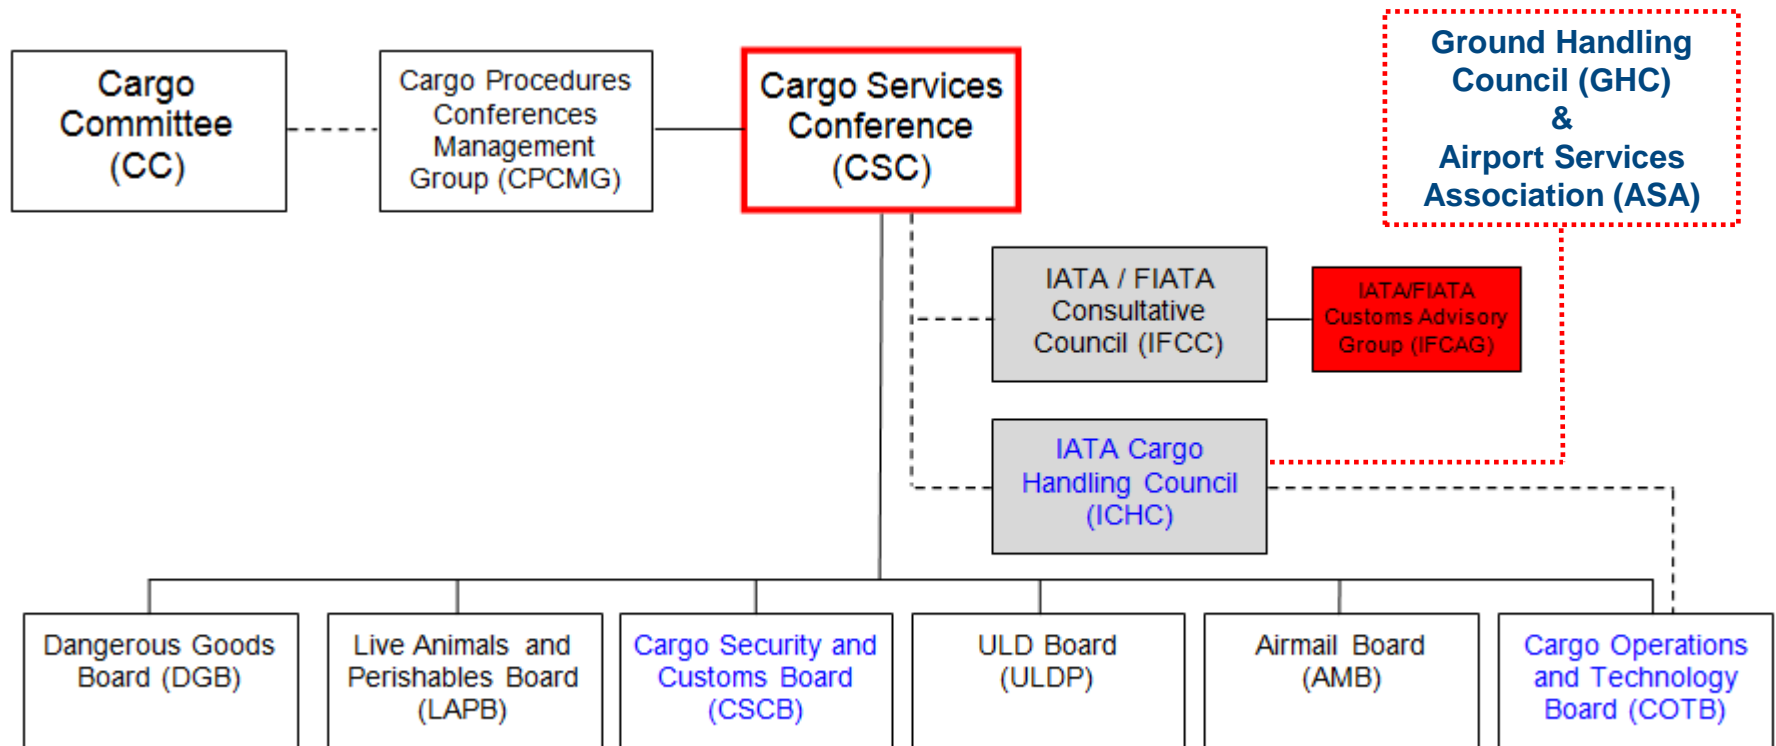 Cargo
Committee
(CC)
Cargo Procedures
Conferences
Management
Group (CPCMG)
Cargo Services
Conference
(CSC)
Ground Handling
Council (GHC)
&
Airport Services
Association (ASA)
IATA / FIATA
Consultative
Council (IFCC)
IATA/FIATA
Customs Advisory
Group (IFCAG)
IATA Cargo
Handling Council
(ICHC)
Dangerous Goods
Board (DGB)
Live Animals and
Perishables Board
(LAPB)
Cargo Security and
Customs Board
(CSCB)
ULD Board
(ULDP)
Airmail Board
(AMB)
Cargo Operations
and Technology
Board (COTB)